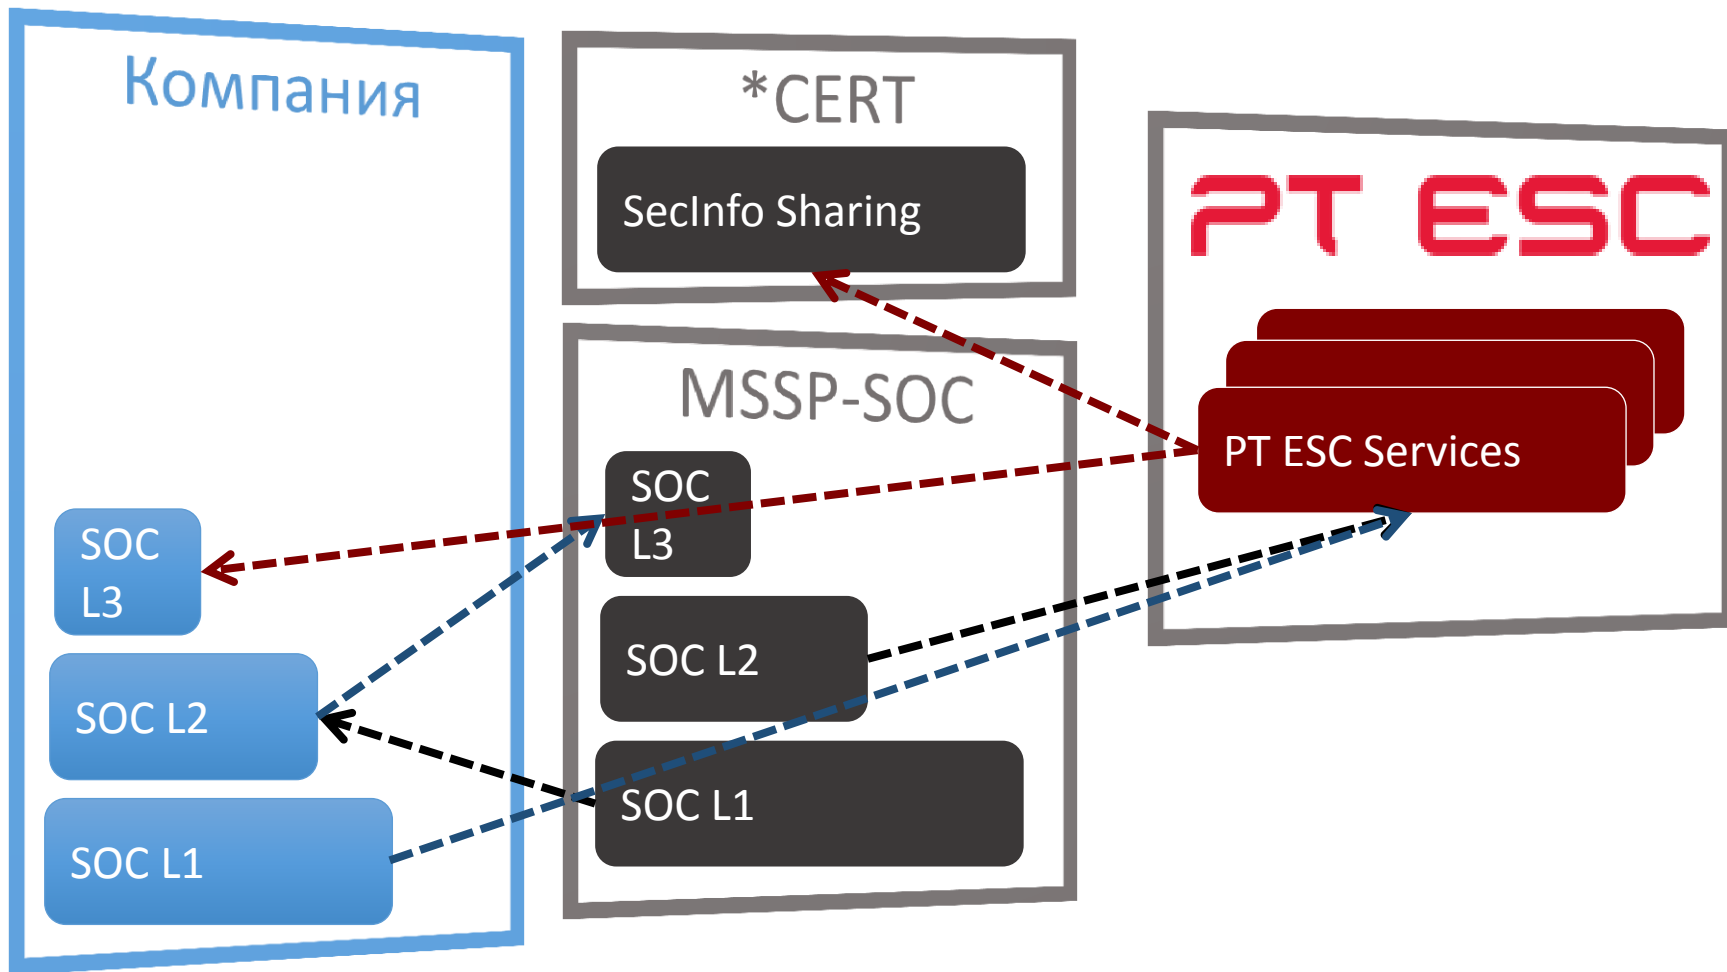 Компания
SOC
L3
SOC L2
SOC L1
*CERT
SecInfo Sharing
MSSP-SOC
SOC
L3
SOC L2
SOC L1
PT ESC
PT ESC Services